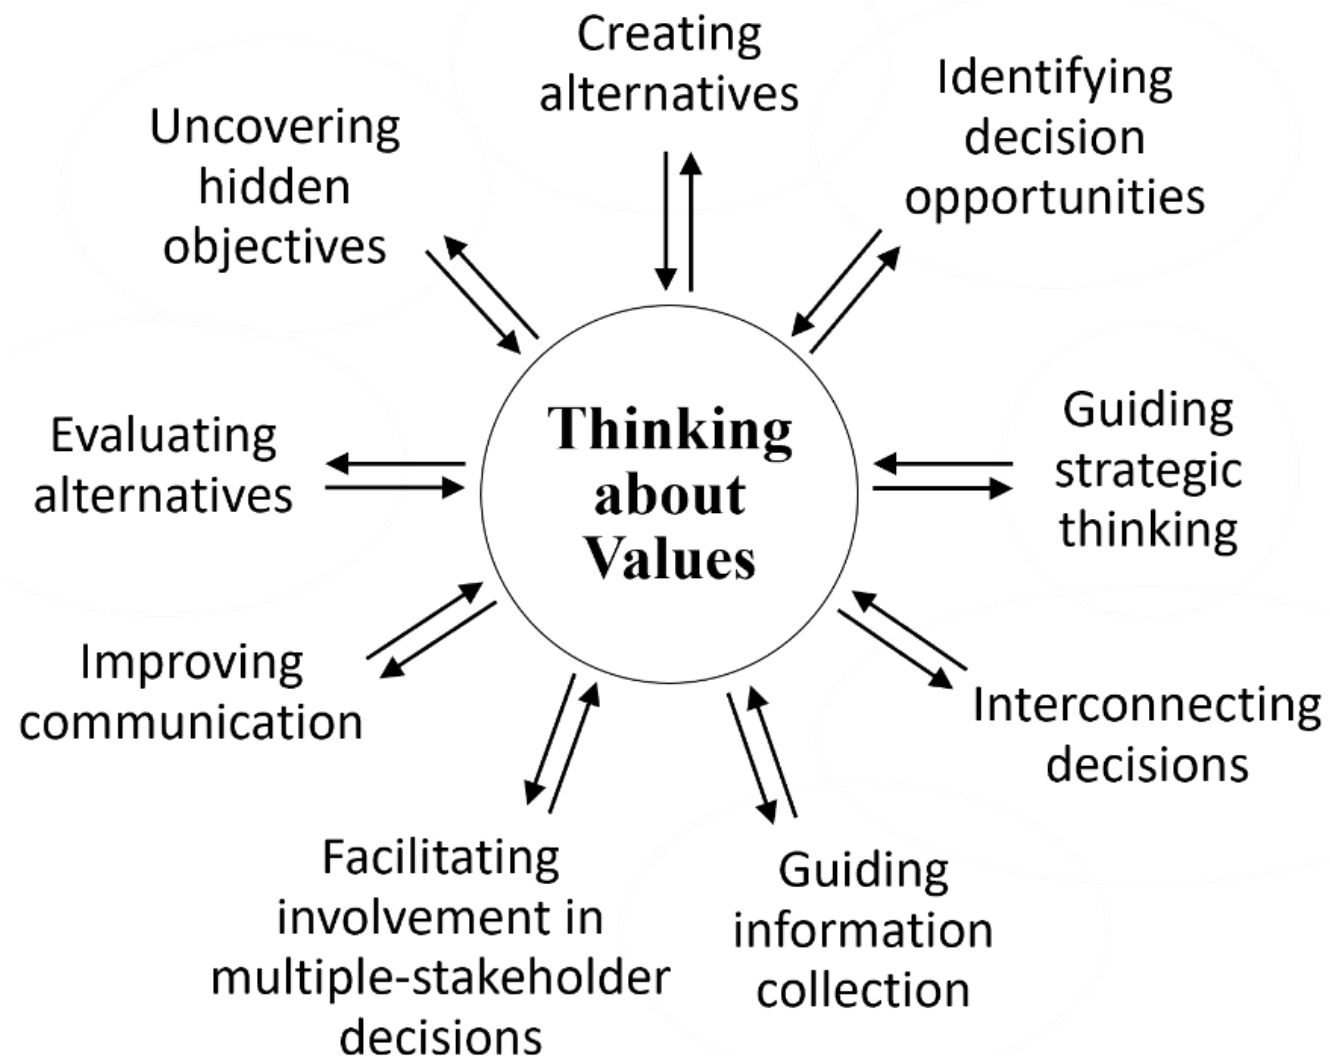 Creating
alternatives
Identifying
decision
opportunities
Guiding
strategic
thinking
Interconnecting
decisions
Guiding
information
collection
Facilitating
involvement in
multiple-stakeholder
decisions
Improving
communication
Evaluating
alternatives
Uncovering
hidden
objectives
Thinking
about
Values